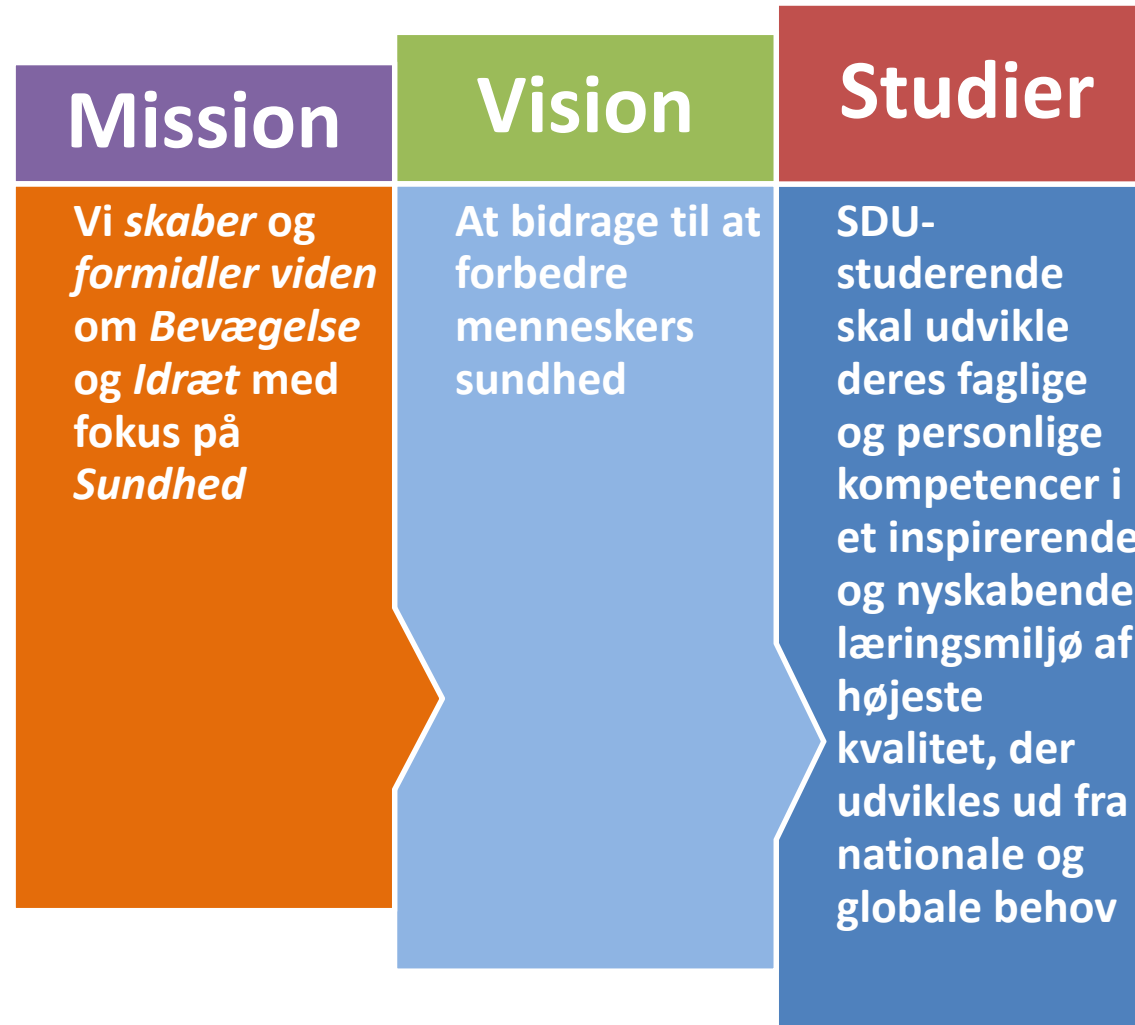 Mission
Vi skaber og
formidler viden
om Bevægelse
og Idræt med
fokus på
Sundhed
Vision
At bidrage til at
forbedre
menneskers
sundhed
Studier
SDU-
studerende
skal udvikle
deres faglige
og personlige
kompetencer i
et inspirerende
og nyskabende
læringsmiljø af
højeste
kvalitet, der
udvikles ud fra
nationale og
globale behov